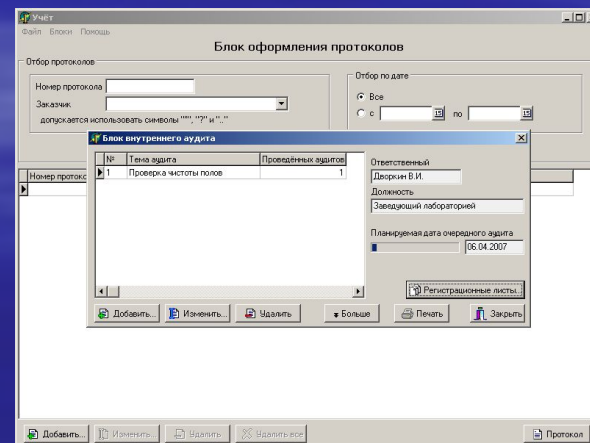 Учёт
Файл Блоки Помощь
Блок оформления протоколов
Отбор протоколов
Номер протокола
Заказчик
допускается использовать символы "*", "?" и ".."
Отбор по дате
Все
с 15 по 15
Номер протоко
Блок внутреннего аудита
№ Тема аудита Проведённых аудитов
1 Проверка чистоты полов 1
Ответственный
Дворкин В.И.
Должность
Заведующий лабораторией
Планируемая дата очередного аудита
06.04.2007
Регистрационные листы...
Добавить... Изменить... Удалить Больше Печать Закрыть
Добавить... Изменить... Удалить Удалить все Протокол